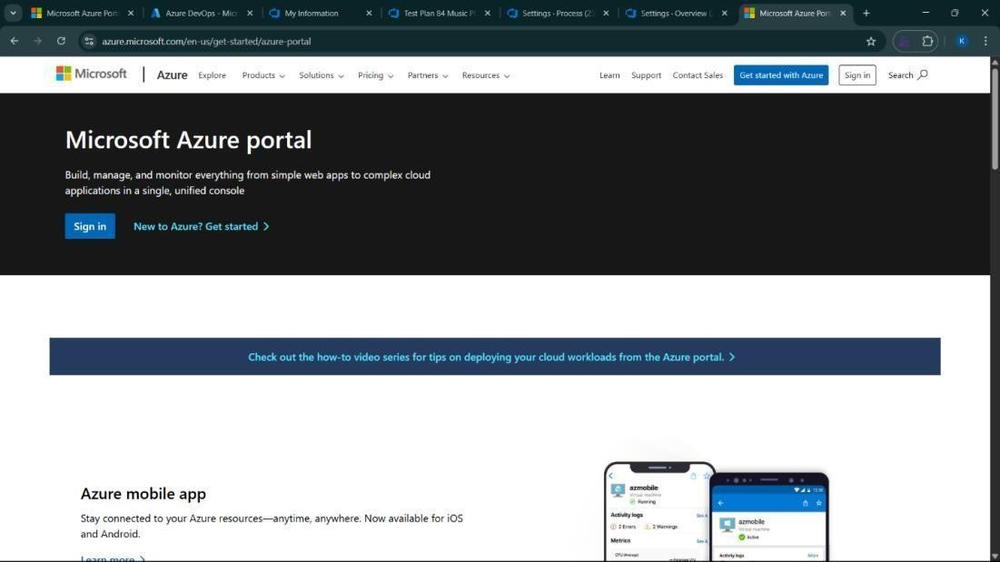 Microsoft Azure Port
Azure DevOps - Micr
My Information
Test Plan 84 Music Pl
Settings · Process (2
Settings · Overview (
Microsoft Azure Port
azure.microsoft.com/en-us/get-started/azure-portal
K
Microsoft
Azure
Explore
Products
Solutions
Pricing
Partners
Resources
Learn
Support
Contact Sales
Get started with Azure
Sign in
Search
Microsoft Azure portal
Build, manage, and monitor everything from simple web apps to complex cloud
applications in a single, unified console
Sign in
New to Azure? Get started
Check out the how-to video series for tips on deploying your cloud workloads from the Azure portal.
Azure mobile app
Stay connected to your Azure resources—anytime, anywhere. Now available for iOS
and Android.
Learn more
azmobile
Virtual machine
Running
Activity logs
See A
2 Errors
2 Warnings
Metrics
See A
CPU (Average)
azmobile
Virtual machine
Active
Activity logs
More